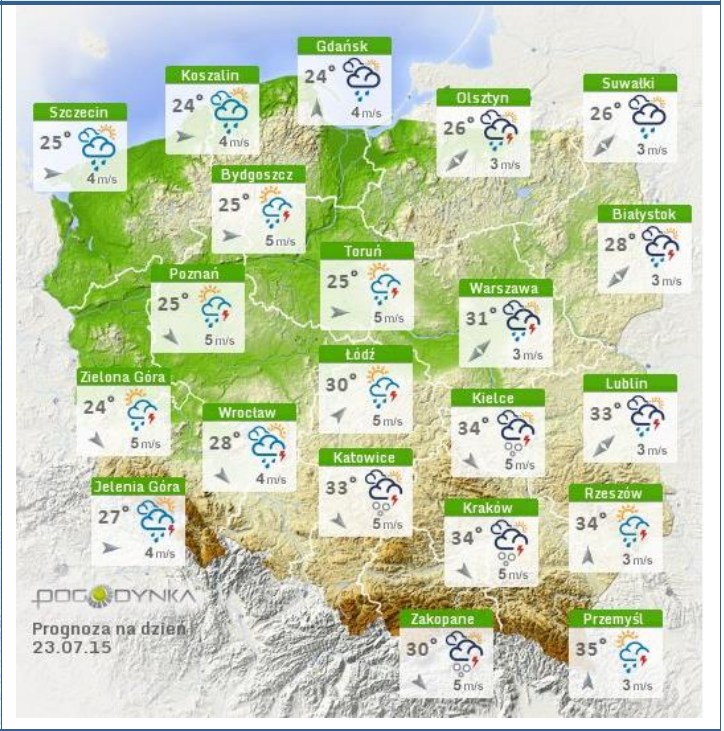 Gdańsk
24°
4 m/s
Koszalin
24°
4 m/s
Suwałki
26°
3 m/s
Olsztyn
26°
3 m/s
Szczecin
25°
4 m/s
Bydgoszcz
25°
5 m/s
Białystok
28°
3 m/s
Toruń
25°
5 m/s
Poznań
25°
5 m/s
Warszawa
31°
3 m/s
Łódź
30°
5 m/s
Zielona Góra
24°
5 m/s
Lublin
33°
3 m/s
Kielce
34°
5 m/s
Wrocław
28°
4 m/s
Katowice
33°
5 m/s
Jelenia Góra
27°
4 m/s
Rzeszów
34°
3 m/s
Kraków
34°
5 m/s
POGODYNKA
Prognoza na dzień
23.07.15
Zakopane
30°
5 m/s
Przemyśl
35°
3 m/s